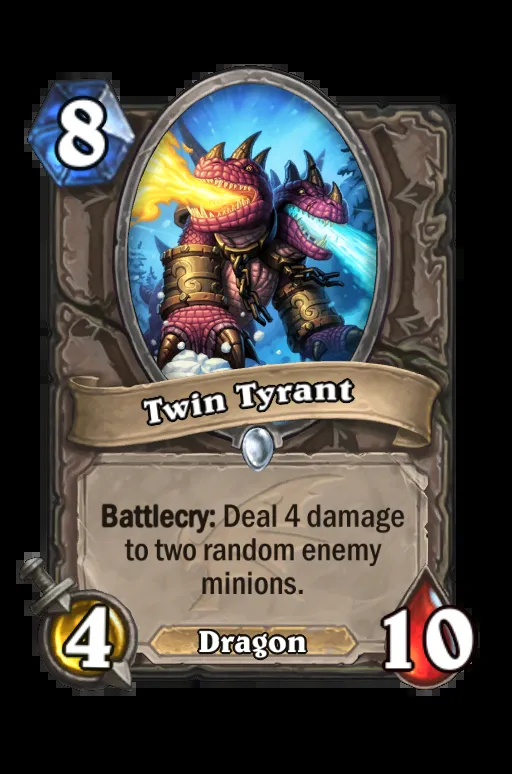 8
Twin Tyrant
Battlecry: Deal 4 damage
to two random enemy
minions.
4
Dragon
10